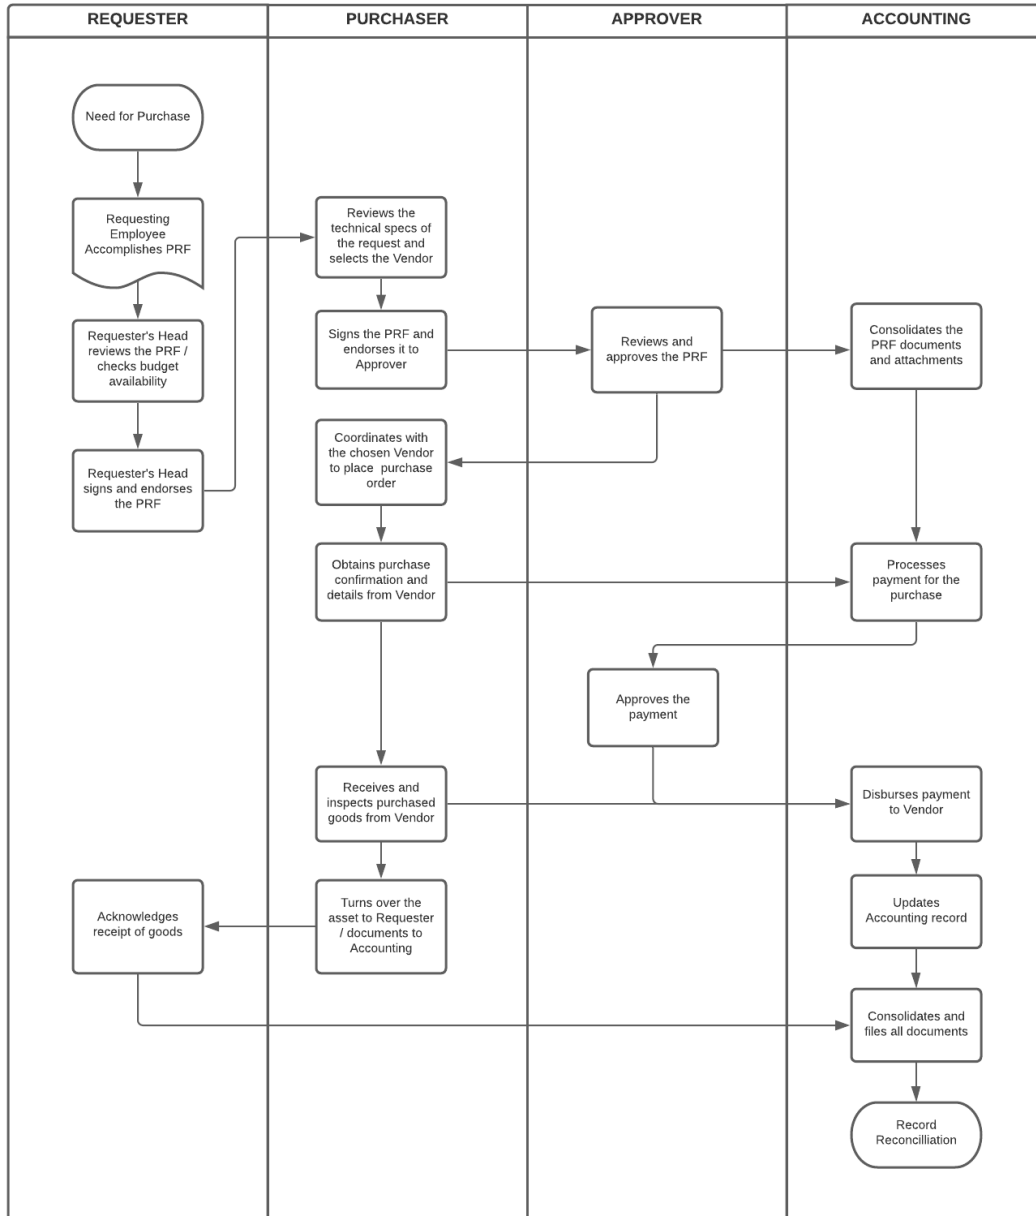 REQUESTER
PURCHASER
APPROVER
ACCOUNTING
Need for Purchase
Requesting
Employee
Accomplishes PRF
Requester's Head
reviews the PRF /
checks budget
availability
Requester's Head
signs and endorses
the PRF
Reviews the
technical specs of
the request and
selects the Vendor
Signs the PRF and
endorses it to
Approver
Reviews and
approves the PRF
Consolidates the
PRF documents
and attachments
Coordinates with
the chosen Vendor
to place  purchase
order
Obtains purchase
confirmation and
details from Vendor
Processes
payment for the
purchase
Approves the
payment
Receives and
inspects purchased
goods from Vendor
Disburses payment
to Vendor
Turns over the
asset to Requester
/ documents to
Accounting
Acknowledges
receipt of goods
Updates
Accounting record
Consolidates and
files all documents
Record
Reconcilliation